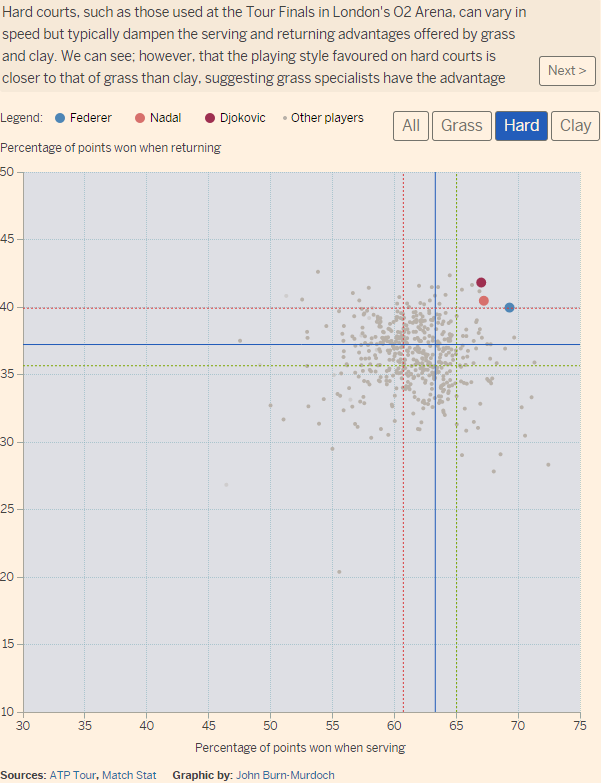 Hard courts, such as those used at the Tour Finals in London's O2 Arena, can vary in
speed but typically dampen the serving and returning advantages offered by grass
and clay. We can see; however, that the playing style favoured on hard courts is
closer to that of grass than clay, suggesting grass specialists have the advantage
Next >
Legend: Federer Nadal Djokovic Other players
All Grass Hard Clay
Percentage of points won when returning
50
45
40
35
30
25
20
15
10
30 35 40 45 50 55 60 65 70 75
Percentage of points won when serving
Sources: ATP Tour, Match Stat Graphic by: John Burn-Murdoch